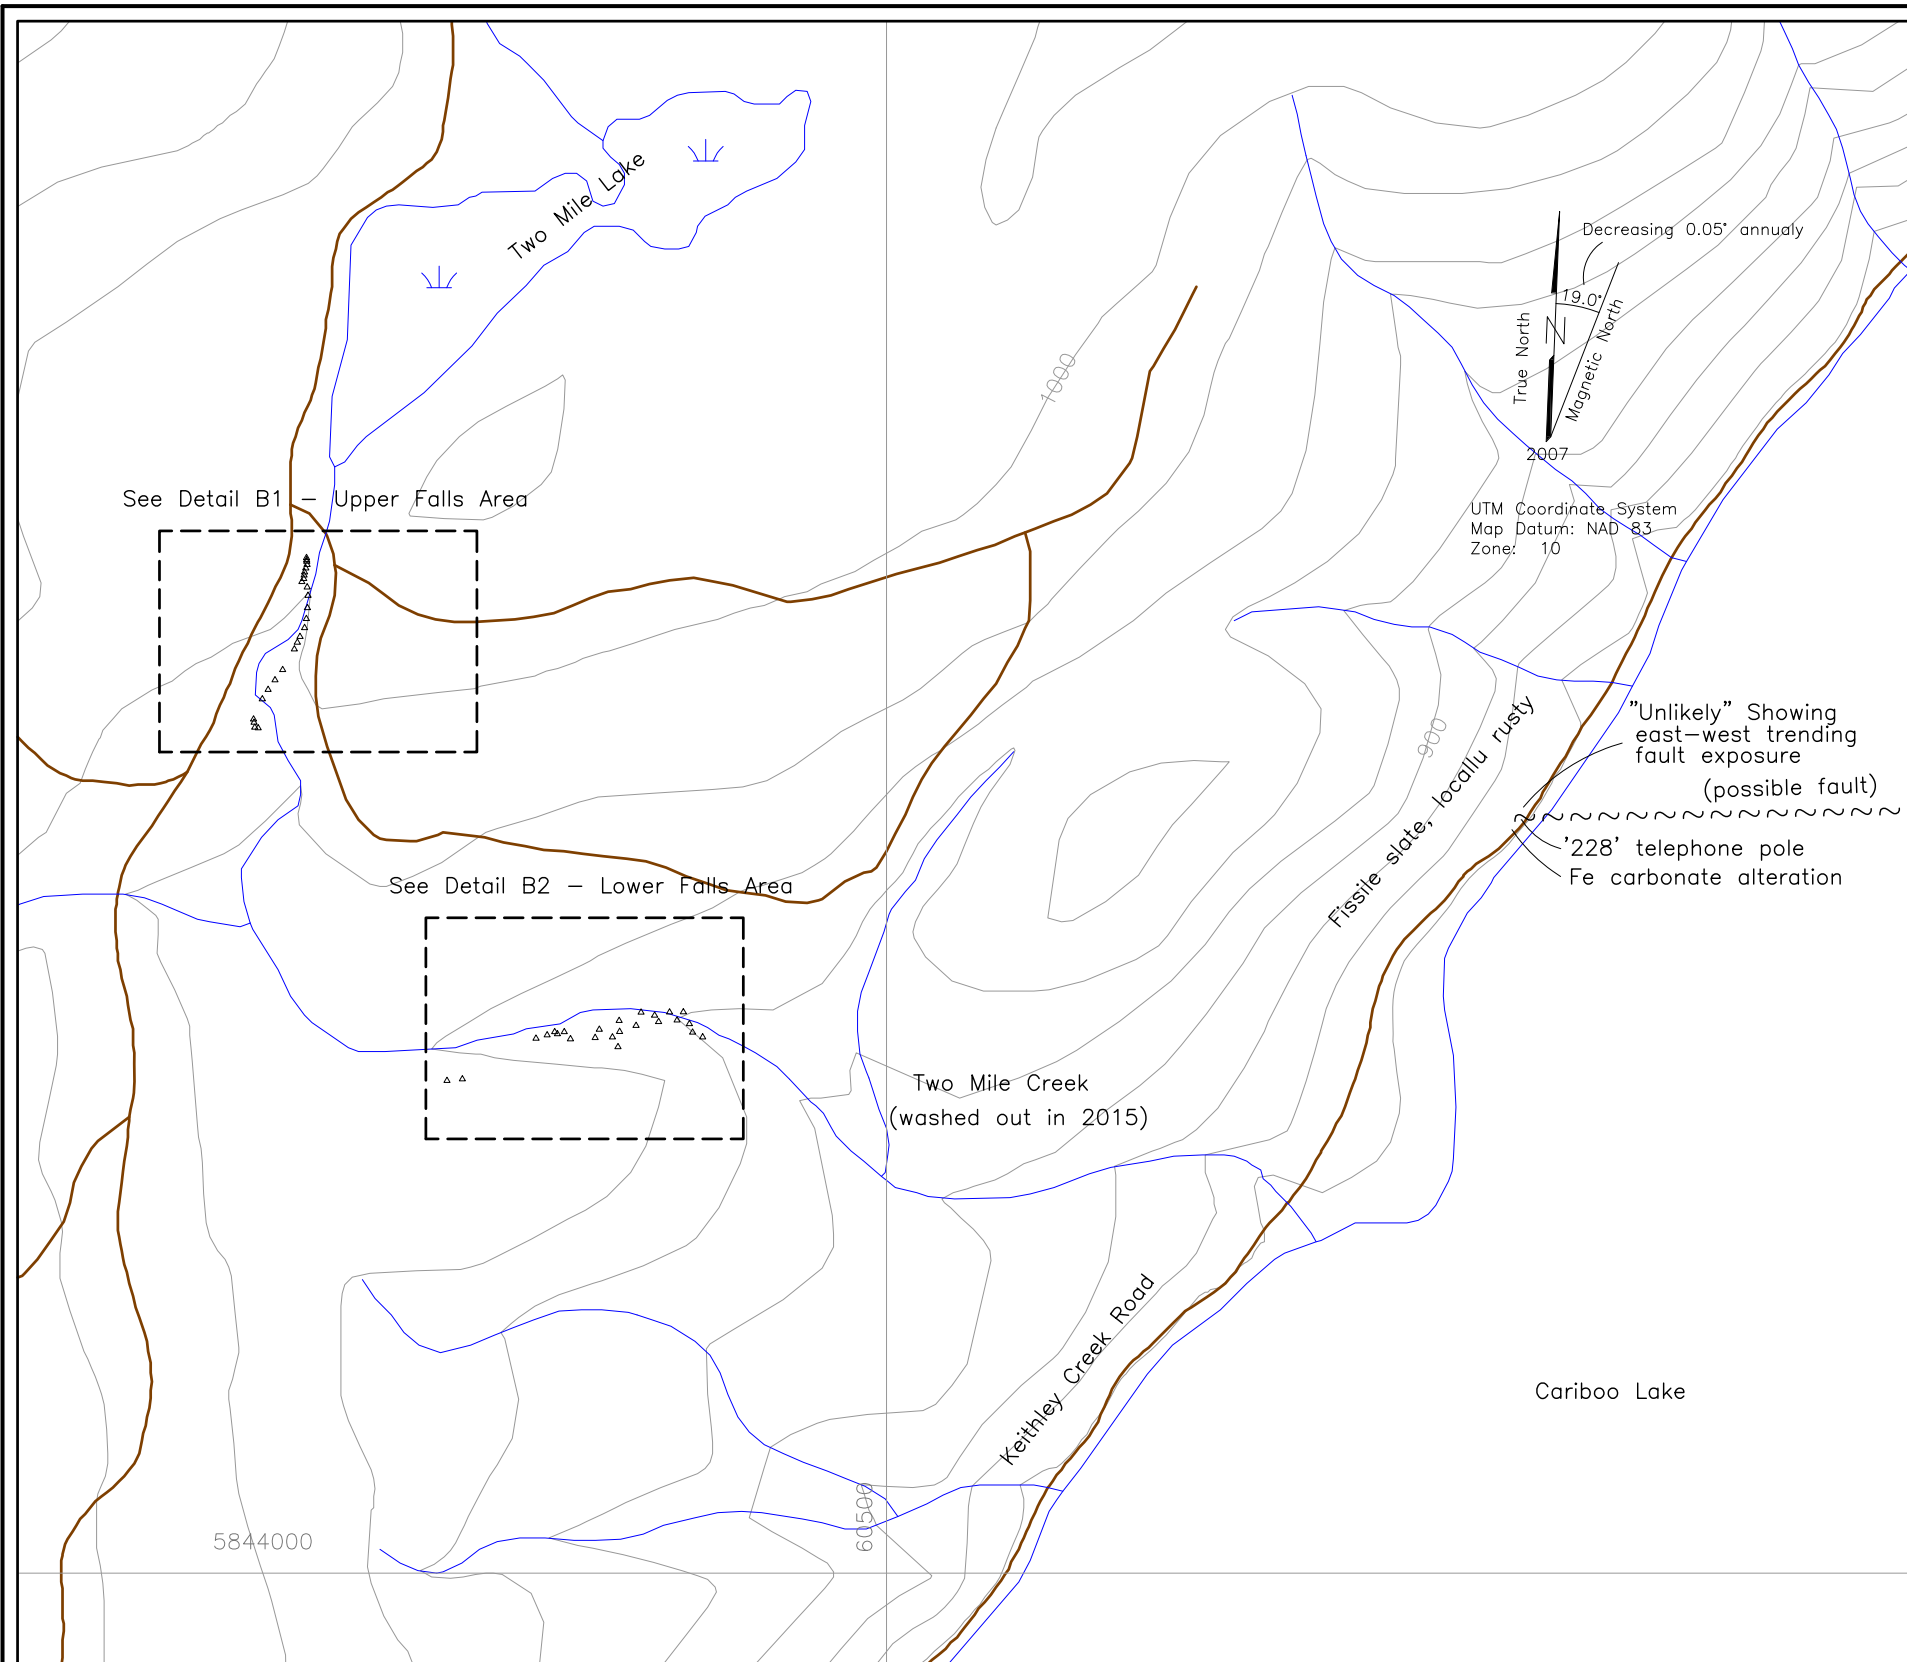 Two Mile Lake
Decreasing 0.05° annualy
19.0°
True North
N
Magnetic North
2007
1000
See Detail B1 – Upper Falls Area
UTM Coordinate System
Map Datum: NAD 83
Zone: 10
"Unlikely" Showing
east–west trending
fault exposure
(possible fault)
900
Fissile slate, locallu rusty
'228' telephone pole
Fe carbonate alteration
See Detail B2 – Lower Falls Area
Two Mile Creek
(washed out in 2015)
Keithley Creek Road
Cariboo Lake
60500
5844000